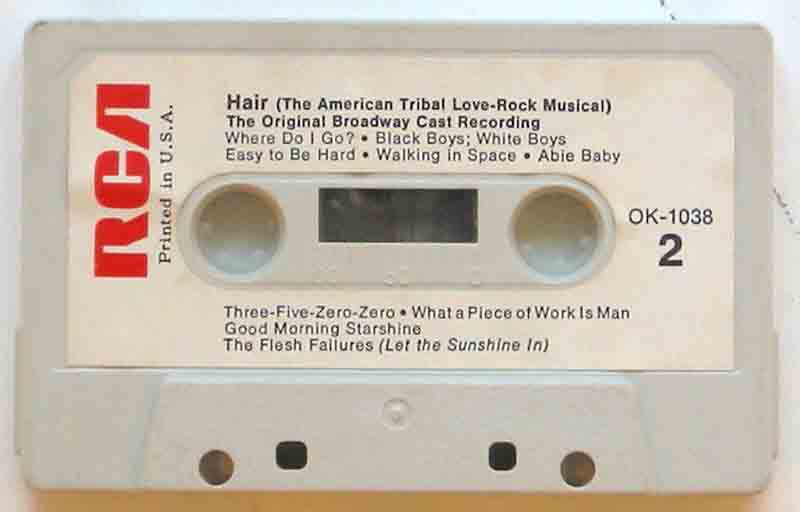 RCA
Printed in U.S.A.
Hair (The American Tribal Love-Rock Musical)
The Original Broadway Cast Recording
Where Do I Go? • Black Boys; White Boys
Easy to Be Hard • Walking in Space • Abie Baby
OK-1038
2
Three-Five-Zero-Zero • What a Piece of Work Is Man
Good Morning Starshine
The Flesh Failures (Let the Sunshine In)